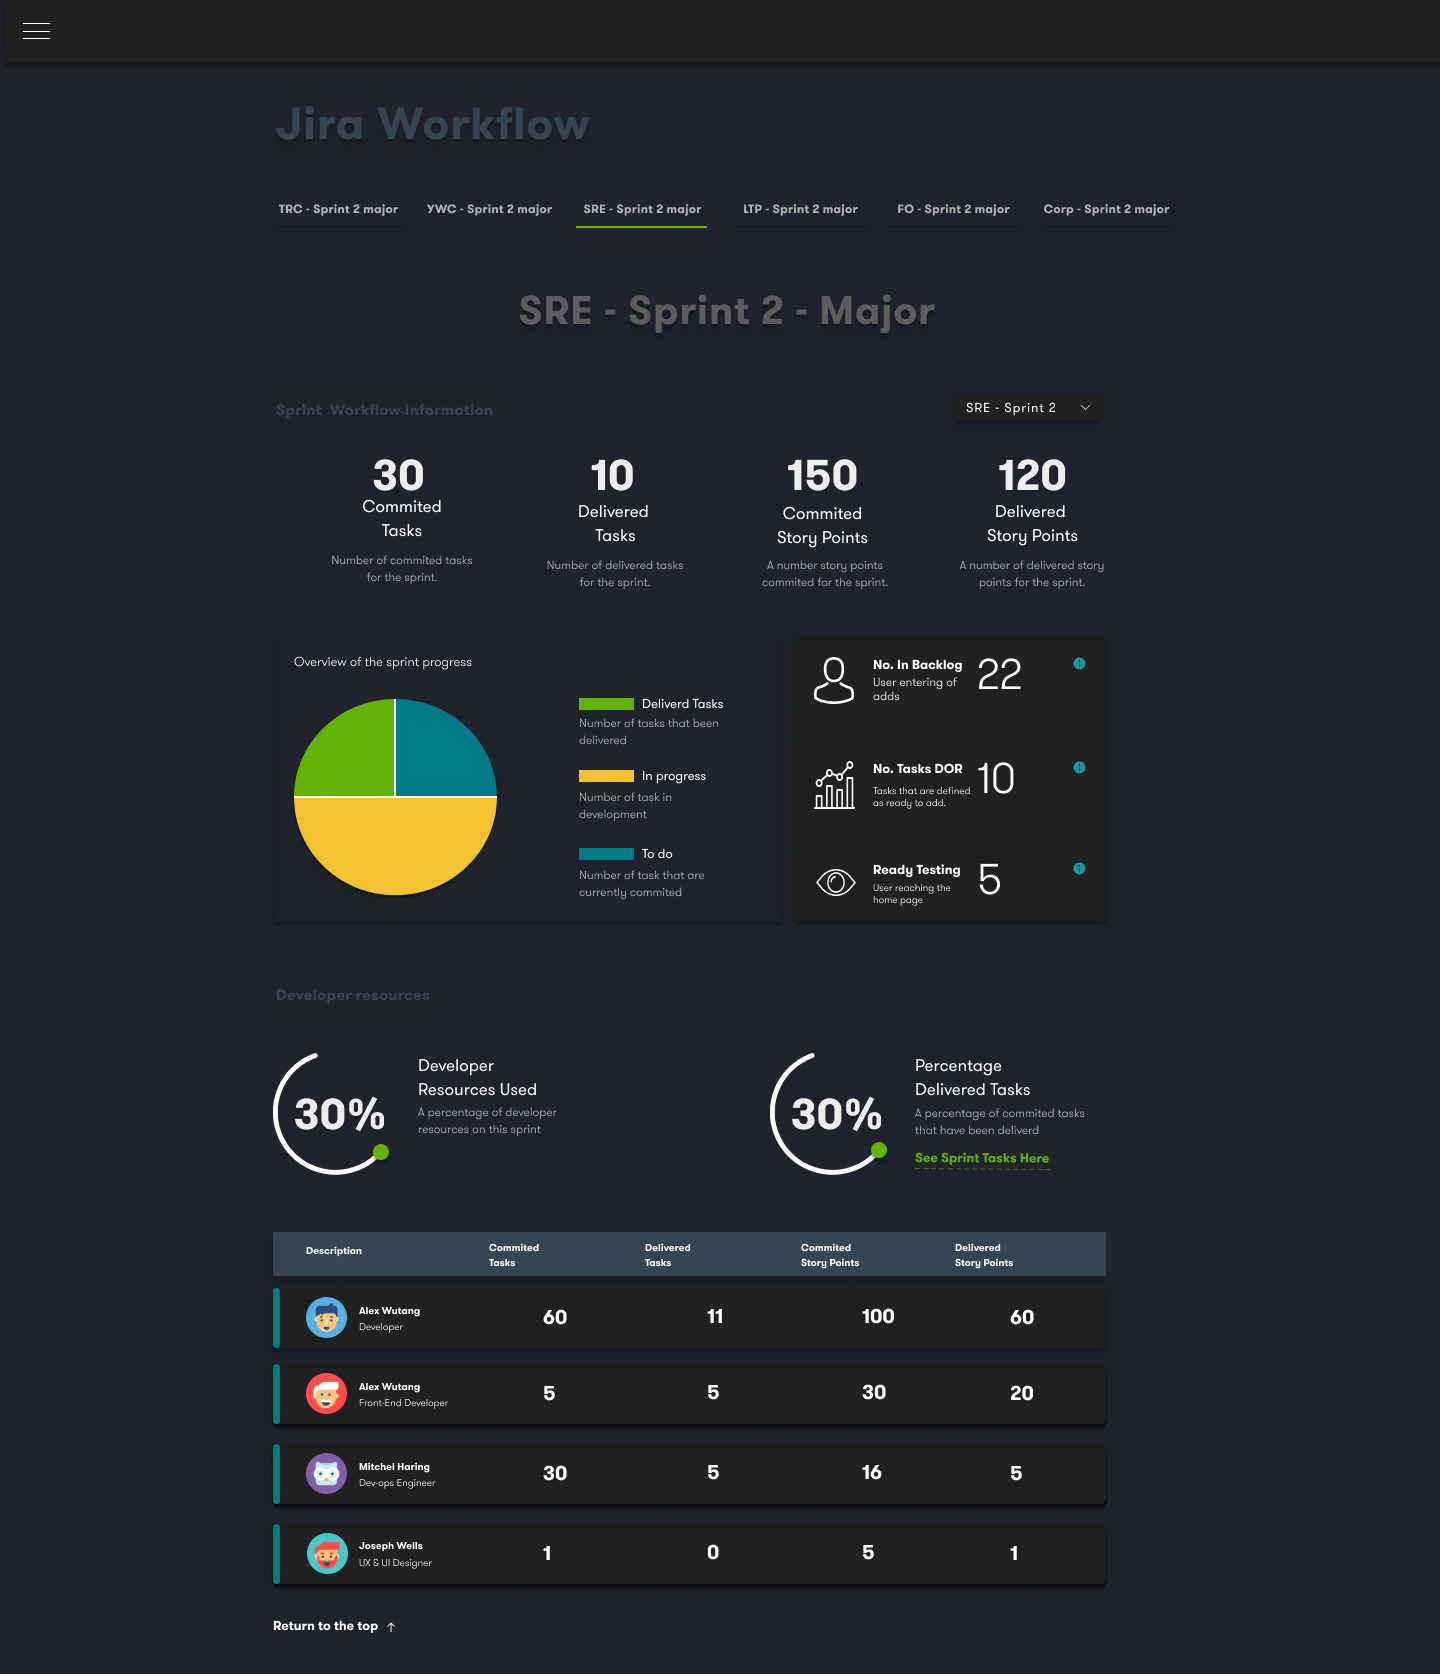 Jira Workflow
TRC - Sprint 2 major
YWC - Sprint 2 major
SRE - Sprint 2 major
LTP - Sprint 2 major
FO - Sprint 2 major
Corp - Sprint 2 major
SRE - Sprint 2 - Major
Sprint Workflow Information
SRE - Sprint 2
30
Commited
Tasks
Number of commited tasks
for the sprint.
10
Delivered
Tasks
Number of delivered tasks
for the sprint.
150
Commited
Story Points
A number story points
commited for the sprint.
120
Delivered
Story Points
A number of delivered story
points for the sprint.
Overview of the sprint progress
Deliverd Tasks
Number of tasks that been
delivered
In progress
Number of task in
development
To do
Number of task that are
currently commited
No. In Backlog
User entering of
adds
22
No. Tasks DOR
Tasks that are defined
as ready to add.
10
Ready Testing
User reaching the
home page
5
Developer resources
30%
Developer
Resources Used
A percentage of developer
resources on this sprint
30%
Percentage
Delivered Tasks
A percentage of commited tasks
that have been deliverd
See Sprint Tasks Here
Description
Commited
Tasks
Delivered
Tasks
Commited
Story Points
Delivered
Story Points
Alex Wutang
Developer
60
11
100
60
Alex Wutang
Front-End Developer
5
5
30
20
Mitchel Haring
Dev-ops Engineer
30
5
16
5
Joseph Wells
UX & UI Designer
1
0
5
1
Return to the top ↑